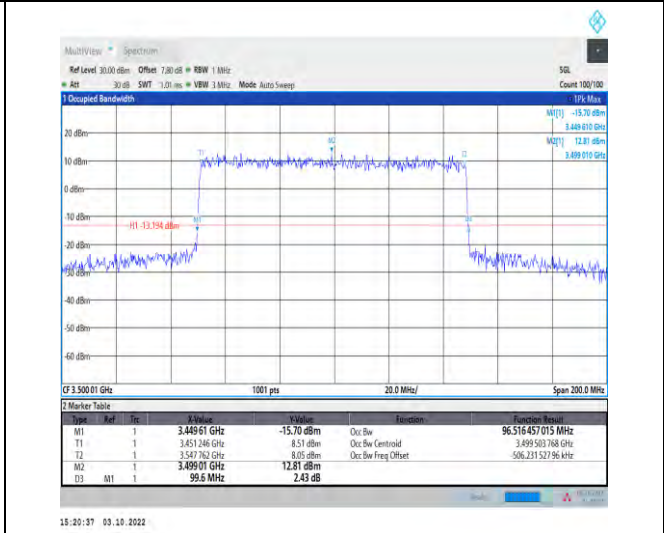 MultiView Spectrum
Ref Level 30.00 dBm Offset 7.80 dB RBW 1 MHz SGL
Att 30 dB SWT 1.01 ms VBW 3 MHz Mode Auto Sweep Count 100/100
1 Occupied Bandwidth 1Pk Max
M1[1] -15.70 dBm
3.449 610 GHz
20 dBm
M2[1] 12.81 dBm
3.499 010 GHz
M2
T1
T2
10 dBm
0 dBm
-10 dBm
M1
H1 -13.194 dBm
-20 dBm
-30 dBm
-40 dBm
-50 dBm
-60 dBm
CF 3.500 01 GHz 1001 pts 20.0 MHz/ Span 200.0 MHz
2 Marker Table
Type Ref Trc X-Value Y-Value Function Function Result
M1 1 3.449 61 GHz -15.70 dBm Occ Bw 96.516 457 015 MHz
T1 1 3.451 246 GHz 8.51 dBm Occ Bw Centroid 3.499 503 768 GHz
T2 1 3.547 762 GHz 8.05 dBm Occ Bw Freq Offset -506.231 527 96 kHz
M2 1 3.499 01 GHz 12.81 dBm
D3 M1 1 99.6 MHz 2.43 dB
Ready
15:20:37 03.10.2022